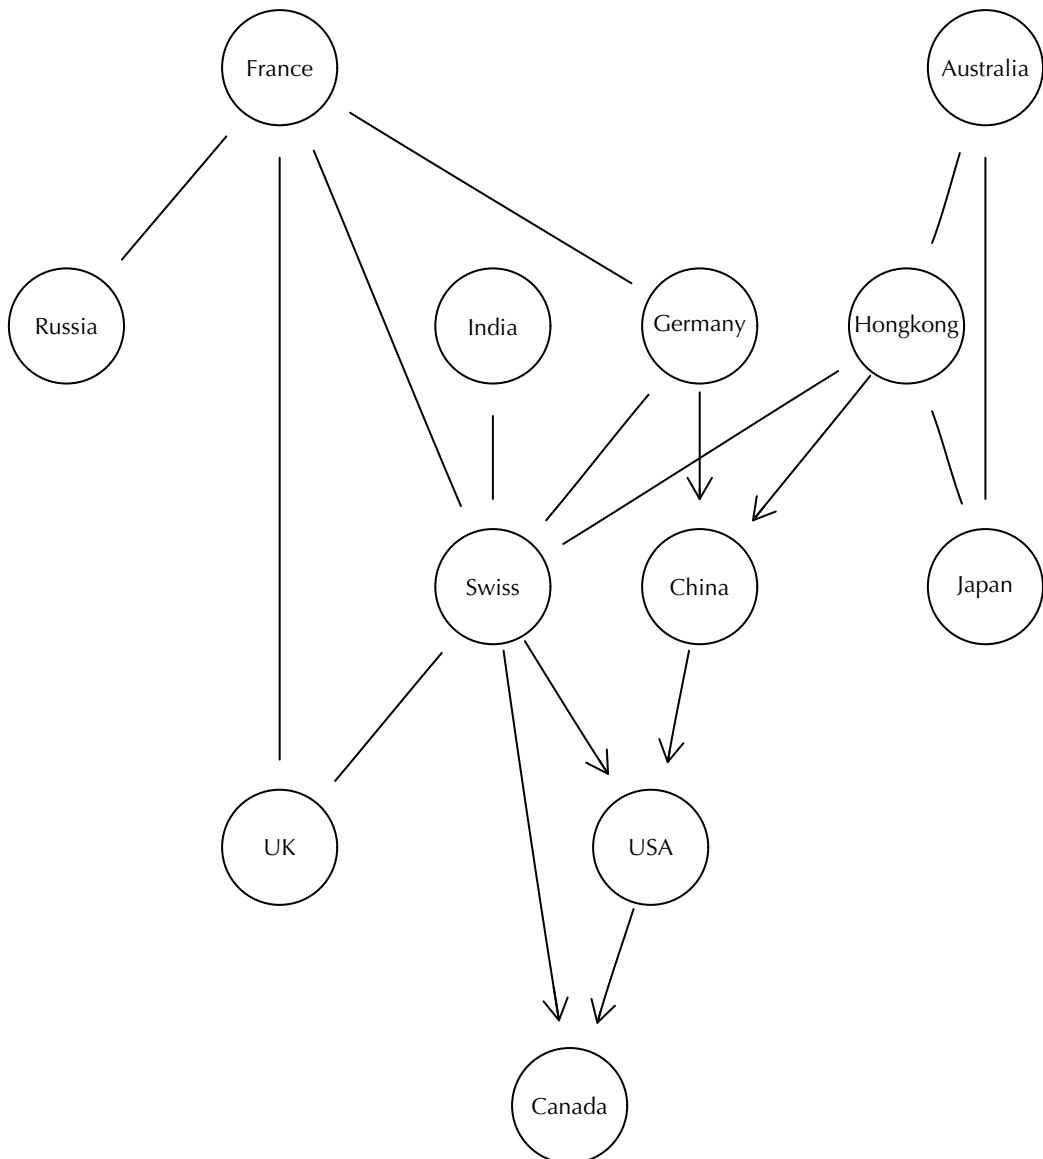 France
Australia
Russia
India
Germany
Hongkong
Swiss
China
Japan
UK
USA
Canada